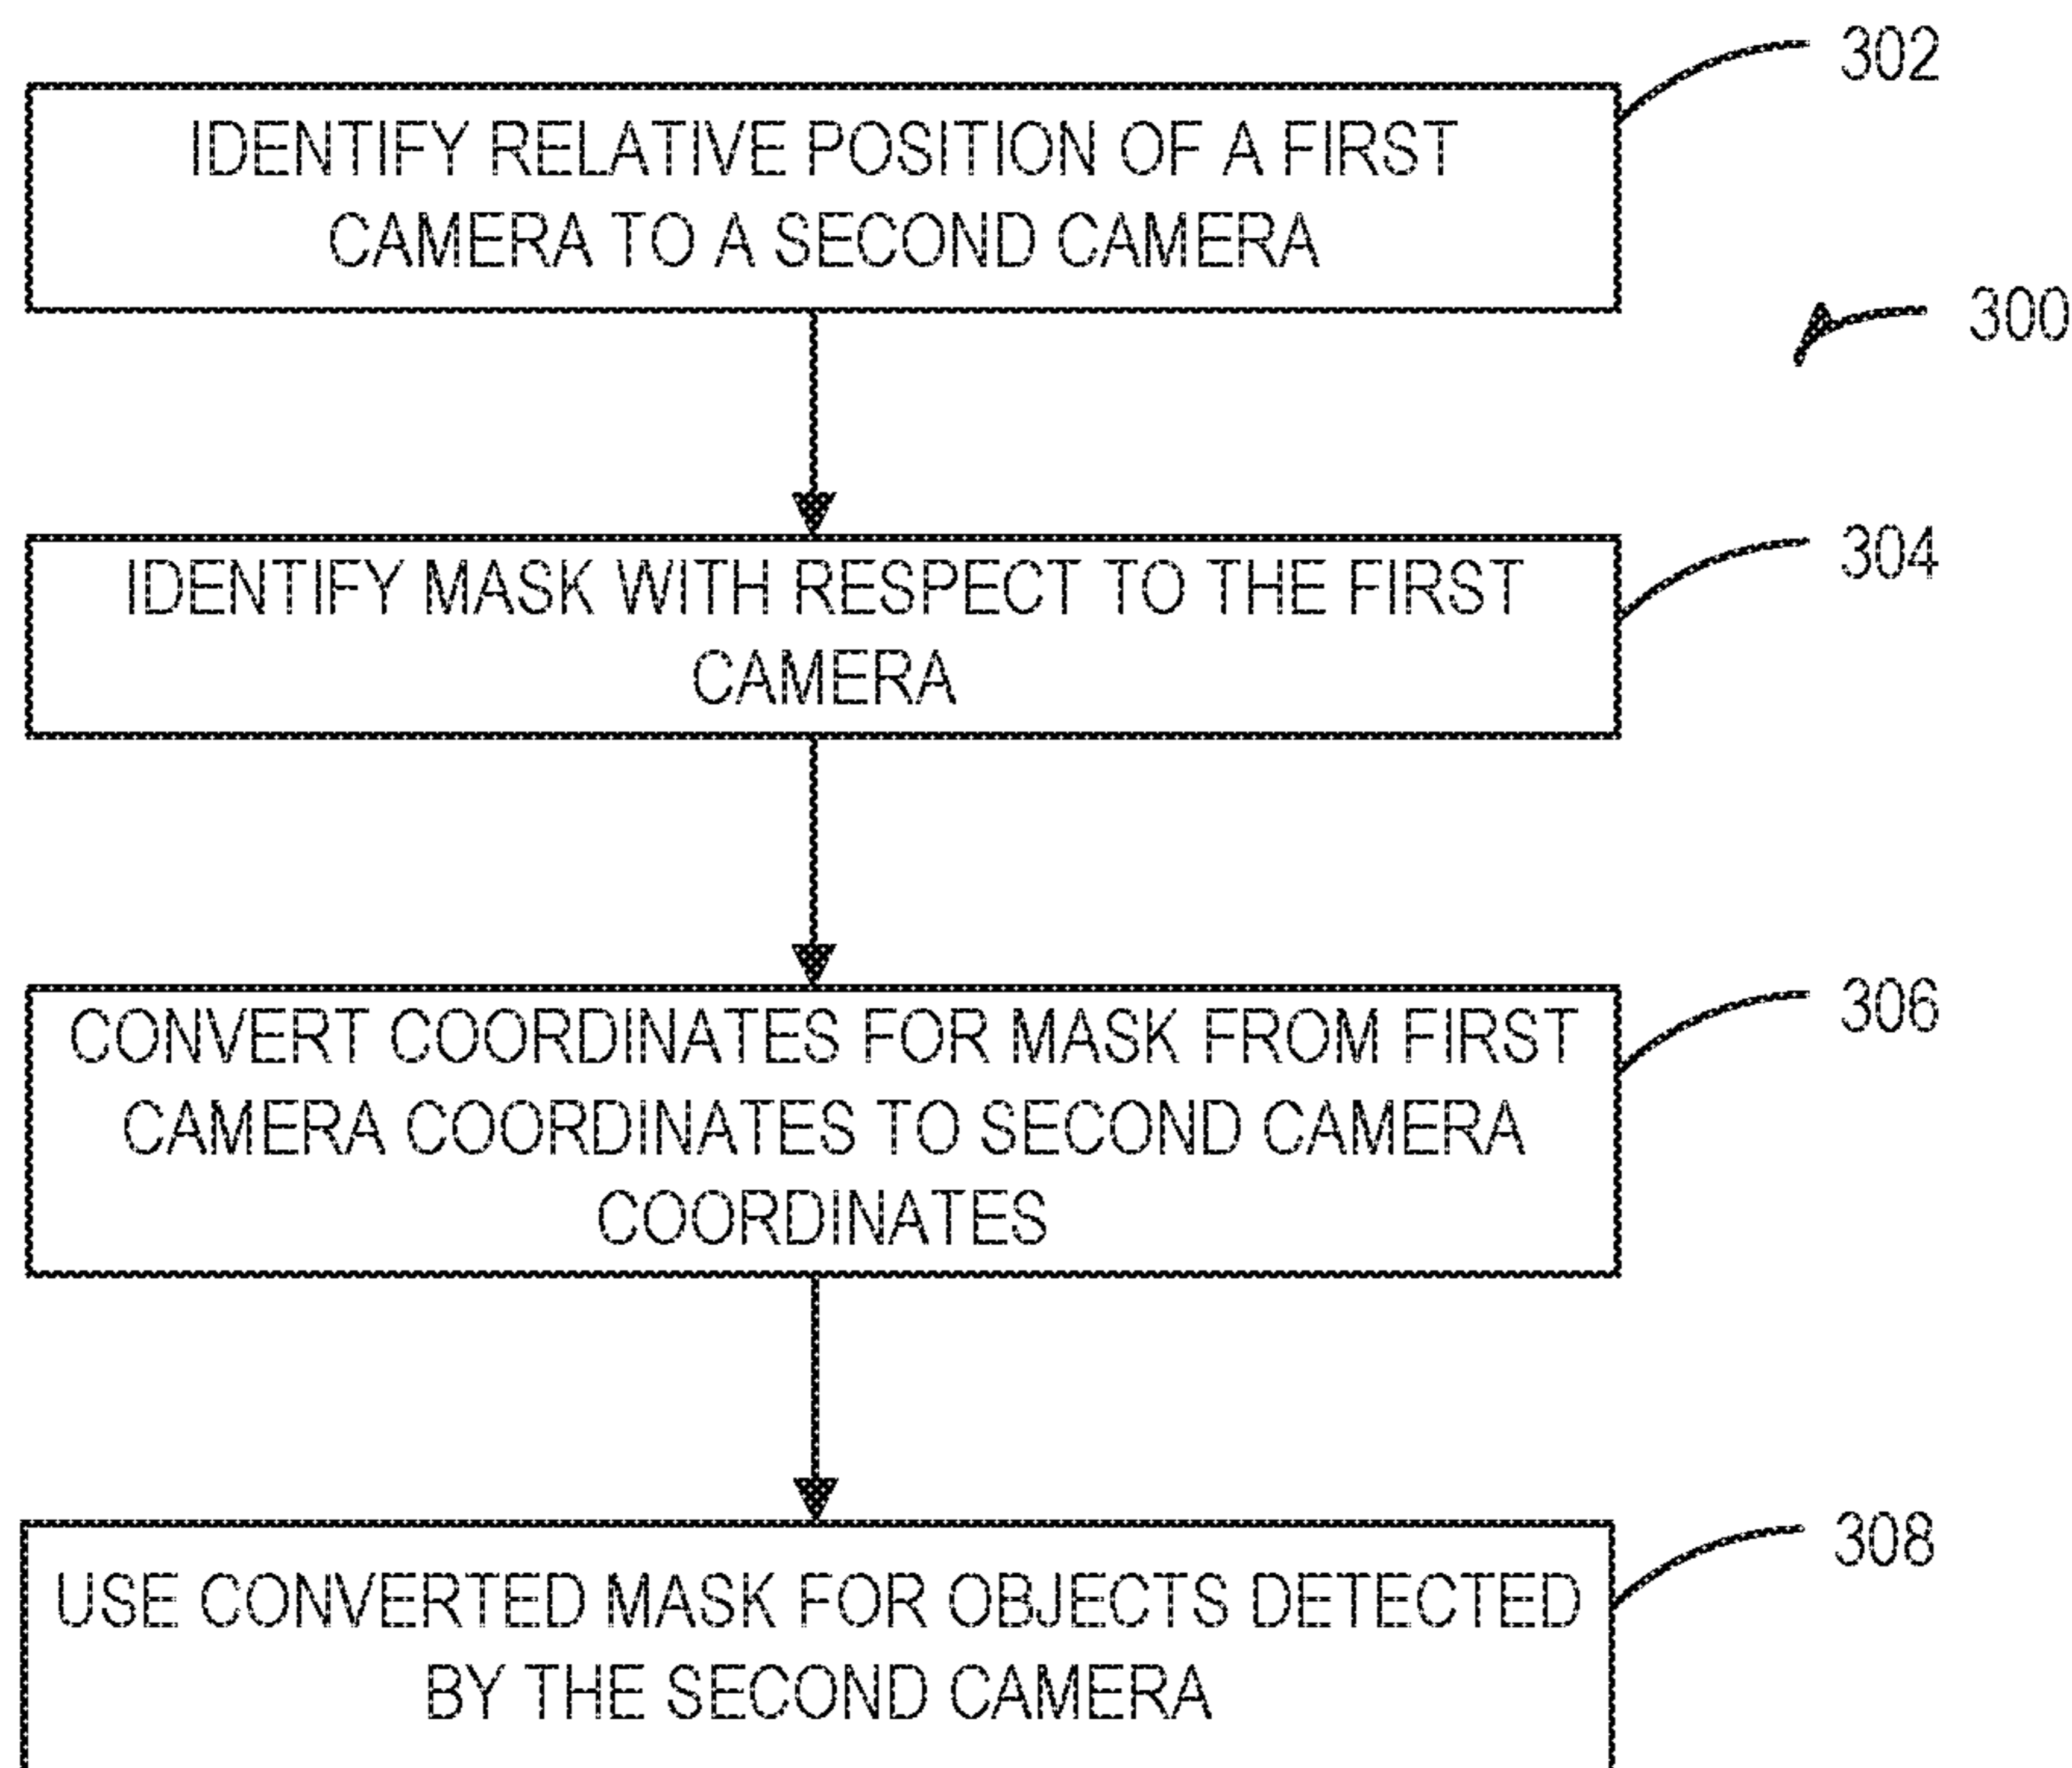 302
IDENTIFY RELATIVE POSITION OF A FIRST
CAMERA TO A SECOND CAMERA
300
304
IDENTIFY MASK WITH RESPECT TO THE FIRST
CAMERA
306
CONVERT COORDINATES FOR MASK FROM FIRST
CAMERA COORDINATES TO SECOND CAMERA
COORDINATES
308
USE CONVERTED MASK FOR OBJECTS DETECTED
BY THE SECOND CAMERA